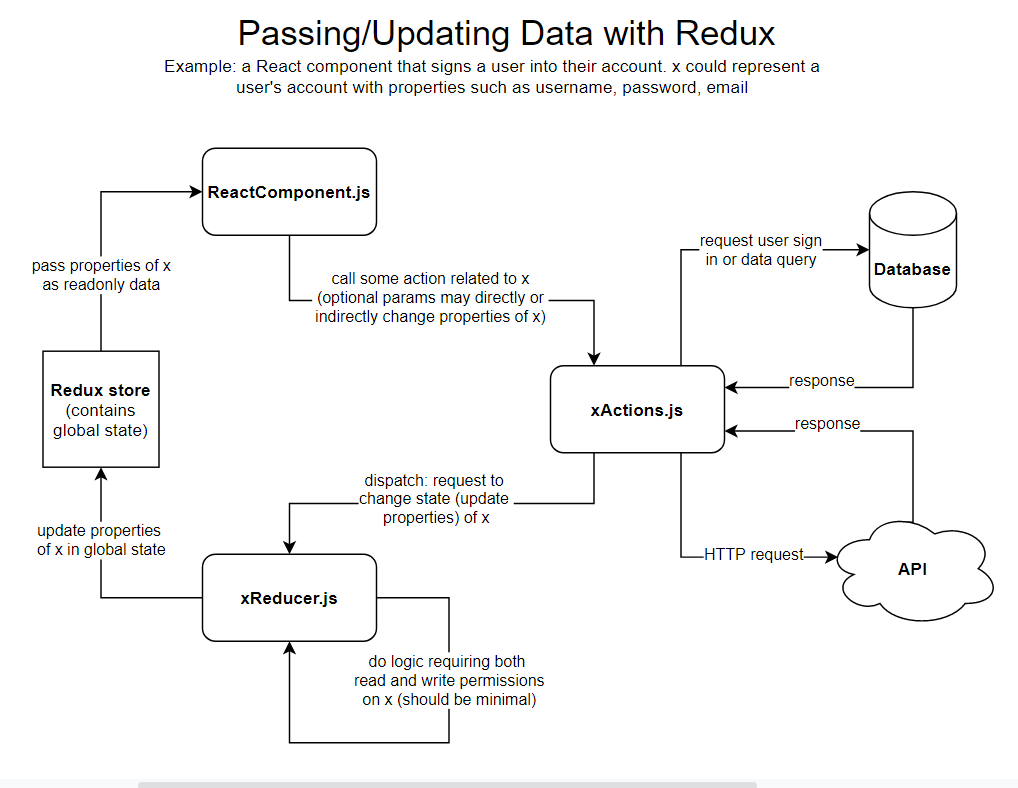 Passing/Updating Data with Redux
Example: a React component that signs a user into their account. x could represent a
user's account with properties such as username, password, email
ReactComponent.js
pass properties of x
as readonly data
call some action related to x
(optional params may directly or
indirectly change properties of x)
request user sign
in or data query
Database
Redux store
(contains
global state)
xActions.js
response
response
dispatch: request to
change state (update
properties) of x
update properties
of x in global state
HTTP request
API
xReducer.js
do logic requiring both
read and write permissions
on x (should be minimal)